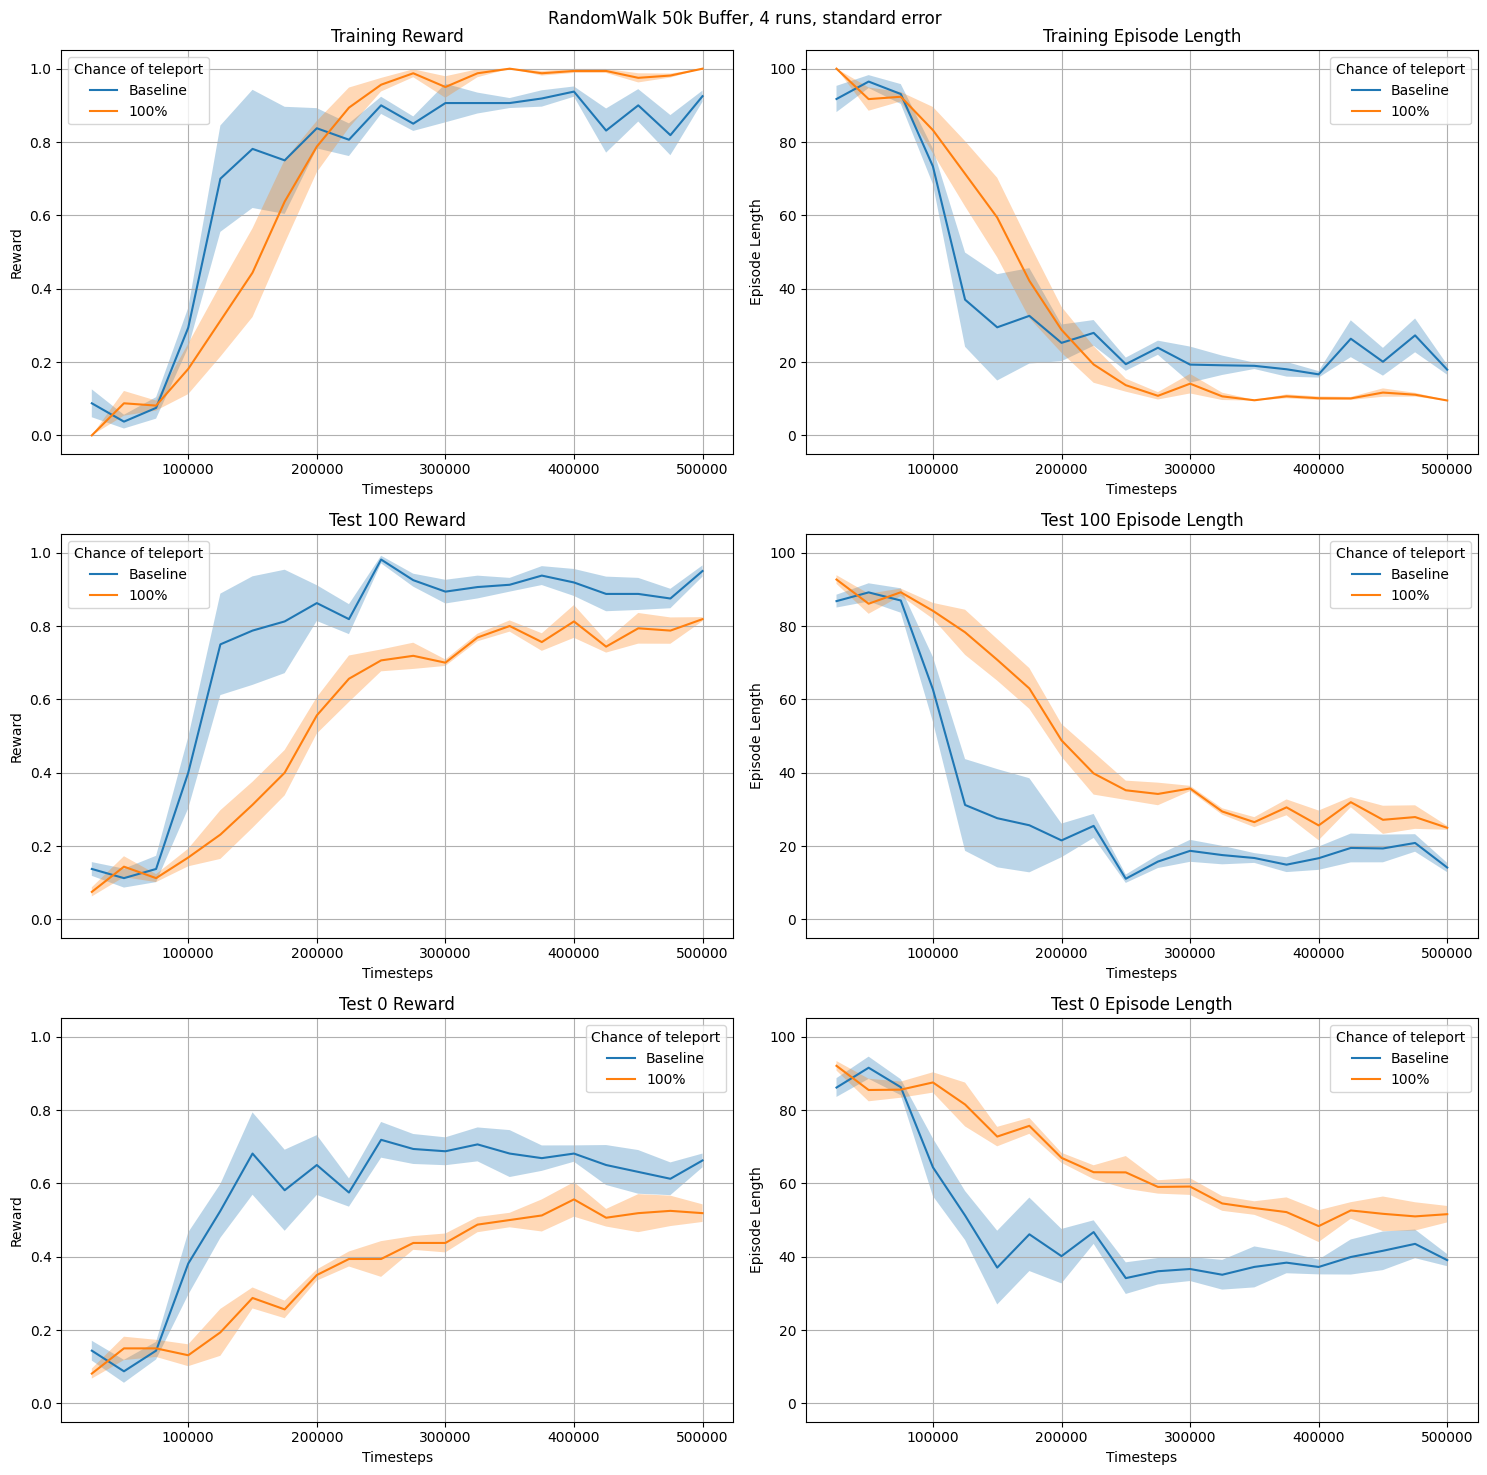 RandomWalk 50k Buffer, 4 runs, standard error
Training Reward
Chance of teleport
Baseline
100%
Reward
1.0
0.8
0.6
0.4
0.2
0.0
100000 200000 300000 400000 500000
Timesteps
Training Episode Length
Chance of teleport
Baseline
100%
Episode Length
100
80
60
40
20
0
100000 200000 300000 400000 500000
Timesteps
Test 100 Reward
Chance of teleport
Baseline
100%
Reward
1.0
0.8
0.6
0.4
0.2
0.0
100000 200000 300000 400000 500000
Timesteps
Test 100 Episode Length
Chance of teleport
Baseline
100%
Episode Length
100
80
60
40
20
0
100000 200000 300000 400000 500000
Timesteps
Test 0 Reward
Chance of teleport
Baseline
100%
Reward
1.0
0.8
0.6
0.4
0.2
0.0
100000 200000 300000 400000 500000
Timesteps
Test 0 Episode Length
Chance of teleport
Baseline
100%
Episode Length
100
80
60
40
20
0
100000 200000 300000 400000 500000
Timesteps